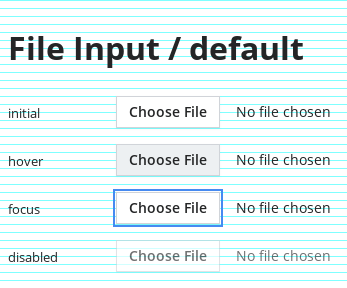 File Input / default
initial Choose File No file chosen
hover Choose File No file chosen
focus Choose File No file chosen
disabled Choose File No file chosen